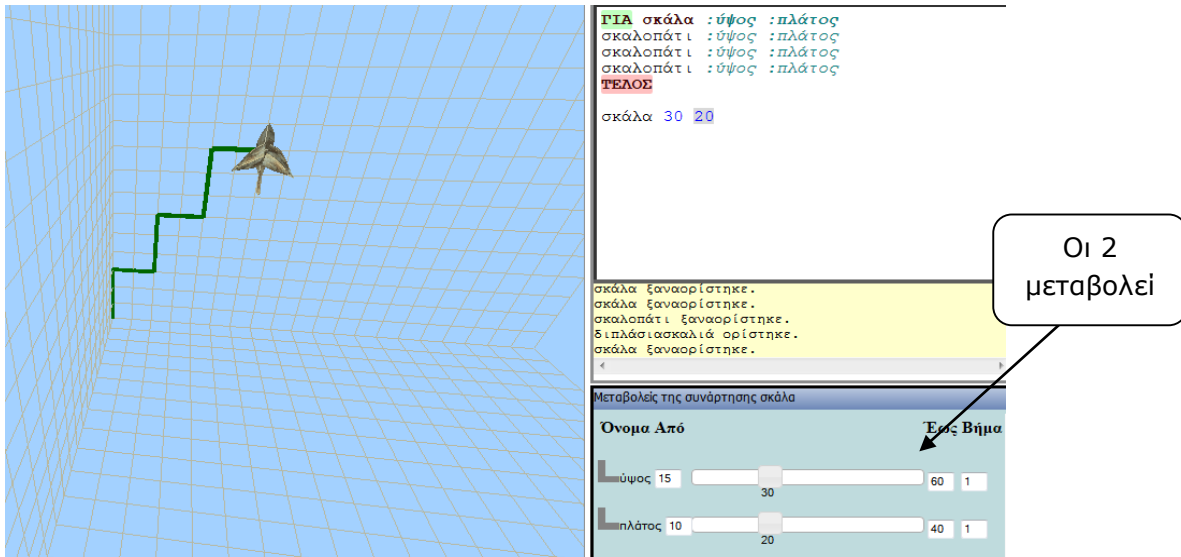 ΓΙΑ σκάλα :ύψος :πλάτος
σκαλοπάτι :ύψος :πλάτος
σκαλοπάτι :ύψος :πλάτος
σκαλοπάτι :ύψος :πλάτος
ΤΕΛΟΣ
σκάλα 30 20
Οι 2
μεταβολεί
σκάλα ξαναορίστηκε.
σκάλα ξαναορίστηκε.
σκαλοπάτι ξαναορίστηκε.
διπλάσιασκαλιά ορίστηκε.
σκάλα ξαναορίστηκε.
Μεταβολείς της συνάρτησης σκάλα
Όνομα Από Έως Βήμα
ύψος 15 30 60 1
πλάτος 10 20 40 1